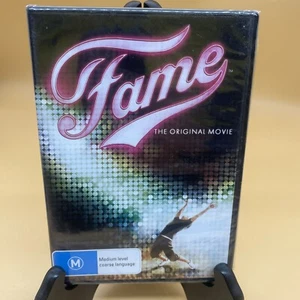 Fame
THE ORIGINAL MOVIE
M
Medium level
coarse language